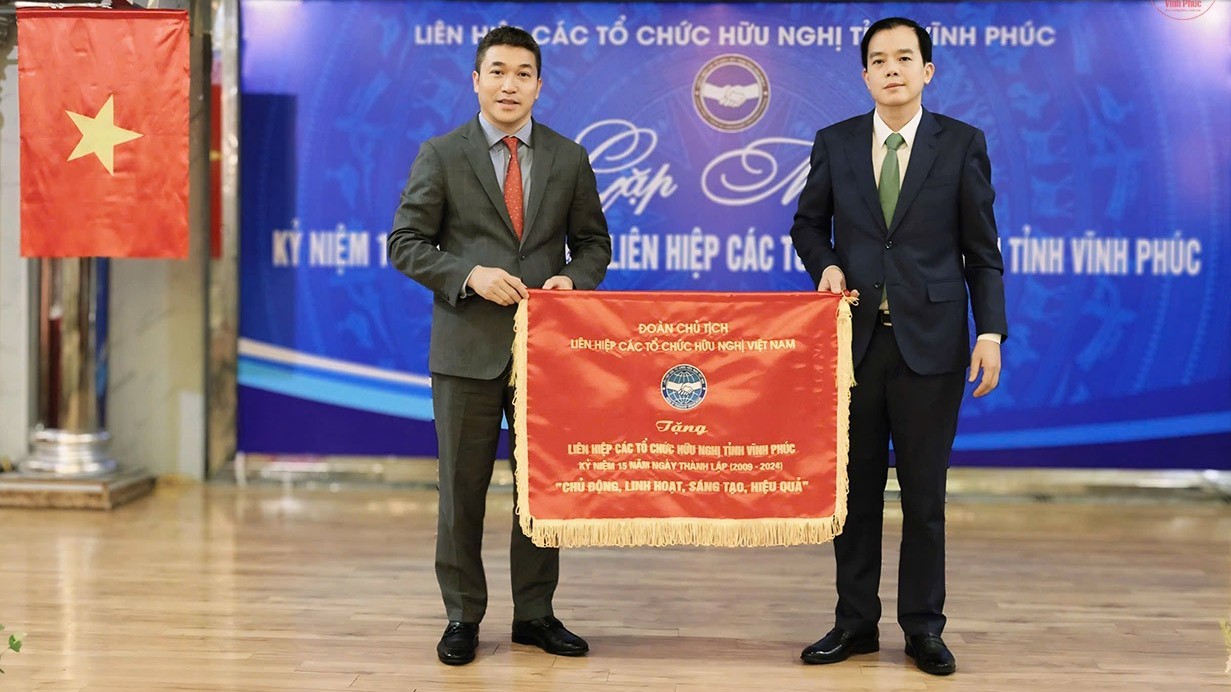 Vĩnh Phúc
LIÊN HIỆP CÁC TỔ CHỨC HỮU NGHỊ TỈNH VĨNH PHÚC
Gặp
KỶ NIỆM LIÊN HIỆP CÁC TỈNH VĨNH PHÚC
ĐOÀN CHỦ TỊCH
LIÊN HIỆP CÁC TỔ CHỨC HỮU NGHỊ VIỆT NAM
Tặng
LIÊN HIỆP CÁC TỔ CHỨC HỮU NGHỊ TỈNH VĨNH PHÚC
KỶ NIỆM 15 NĂM NGÀY THÀNH LẬP (2009 - 2024)
"CHỦ ĐỘNG, LINH HOẠT, SÁNG TẠO, HIỆU QUẢ"